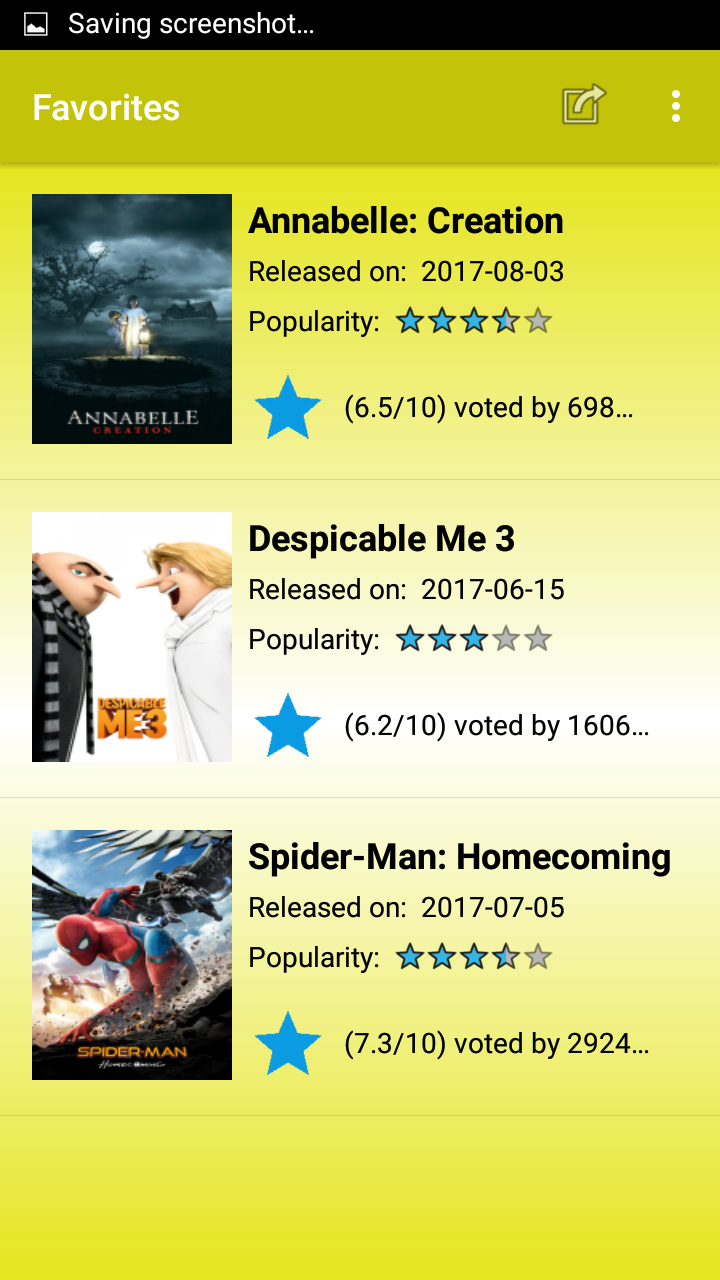 Saving screenshot…
Favorites
ANNABELLE
CREATION
Annabelle: Creation
Released on: 2017-08-03
Popularity:
(6.5/10) voted by 698…
DESPICABLE
ME3
Despicable Me 3
Released on: 2017-06-15
Popularity:
(6.2/10) voted by 1606…
SPIDER-MAN
HOMECOMING
Spider-Man: Homecoming
Released on: 2017-07-05
Popularity:
(7.3/10) voted by 2924…